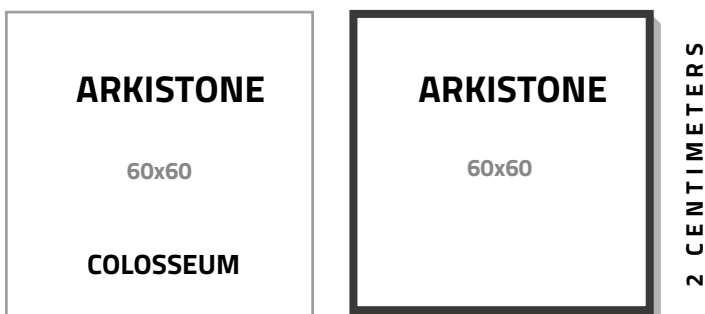 ARKISTONE
60x60
COLOSSEUM
ARKISTONE
60x60
2 CENTIMETERS